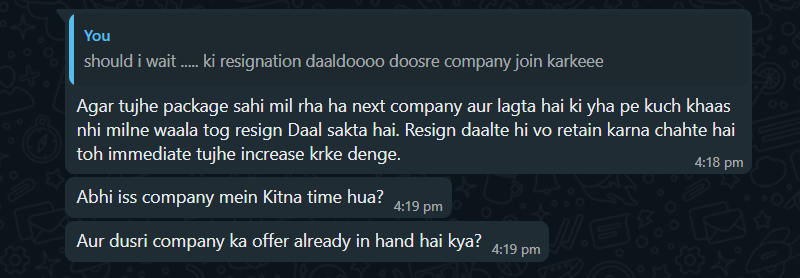 You
should i wait ..... ki resignation daaldoooo doosre company join karkeee
Agar tujhe package sahi mil rha ha next company aur lagta hai ki yha pe kuch khaas
nhi milne waala tog resign Daal sakta hai. Resign daalte hi vo retain karna chahte hai
toh immediate tujhe increase krke denge.
4:18 pm
Abhi iss company mein Kitna time hua?
4:19 pm
Aur dusri company ka offer already in hand hai kya?
4:19 pm